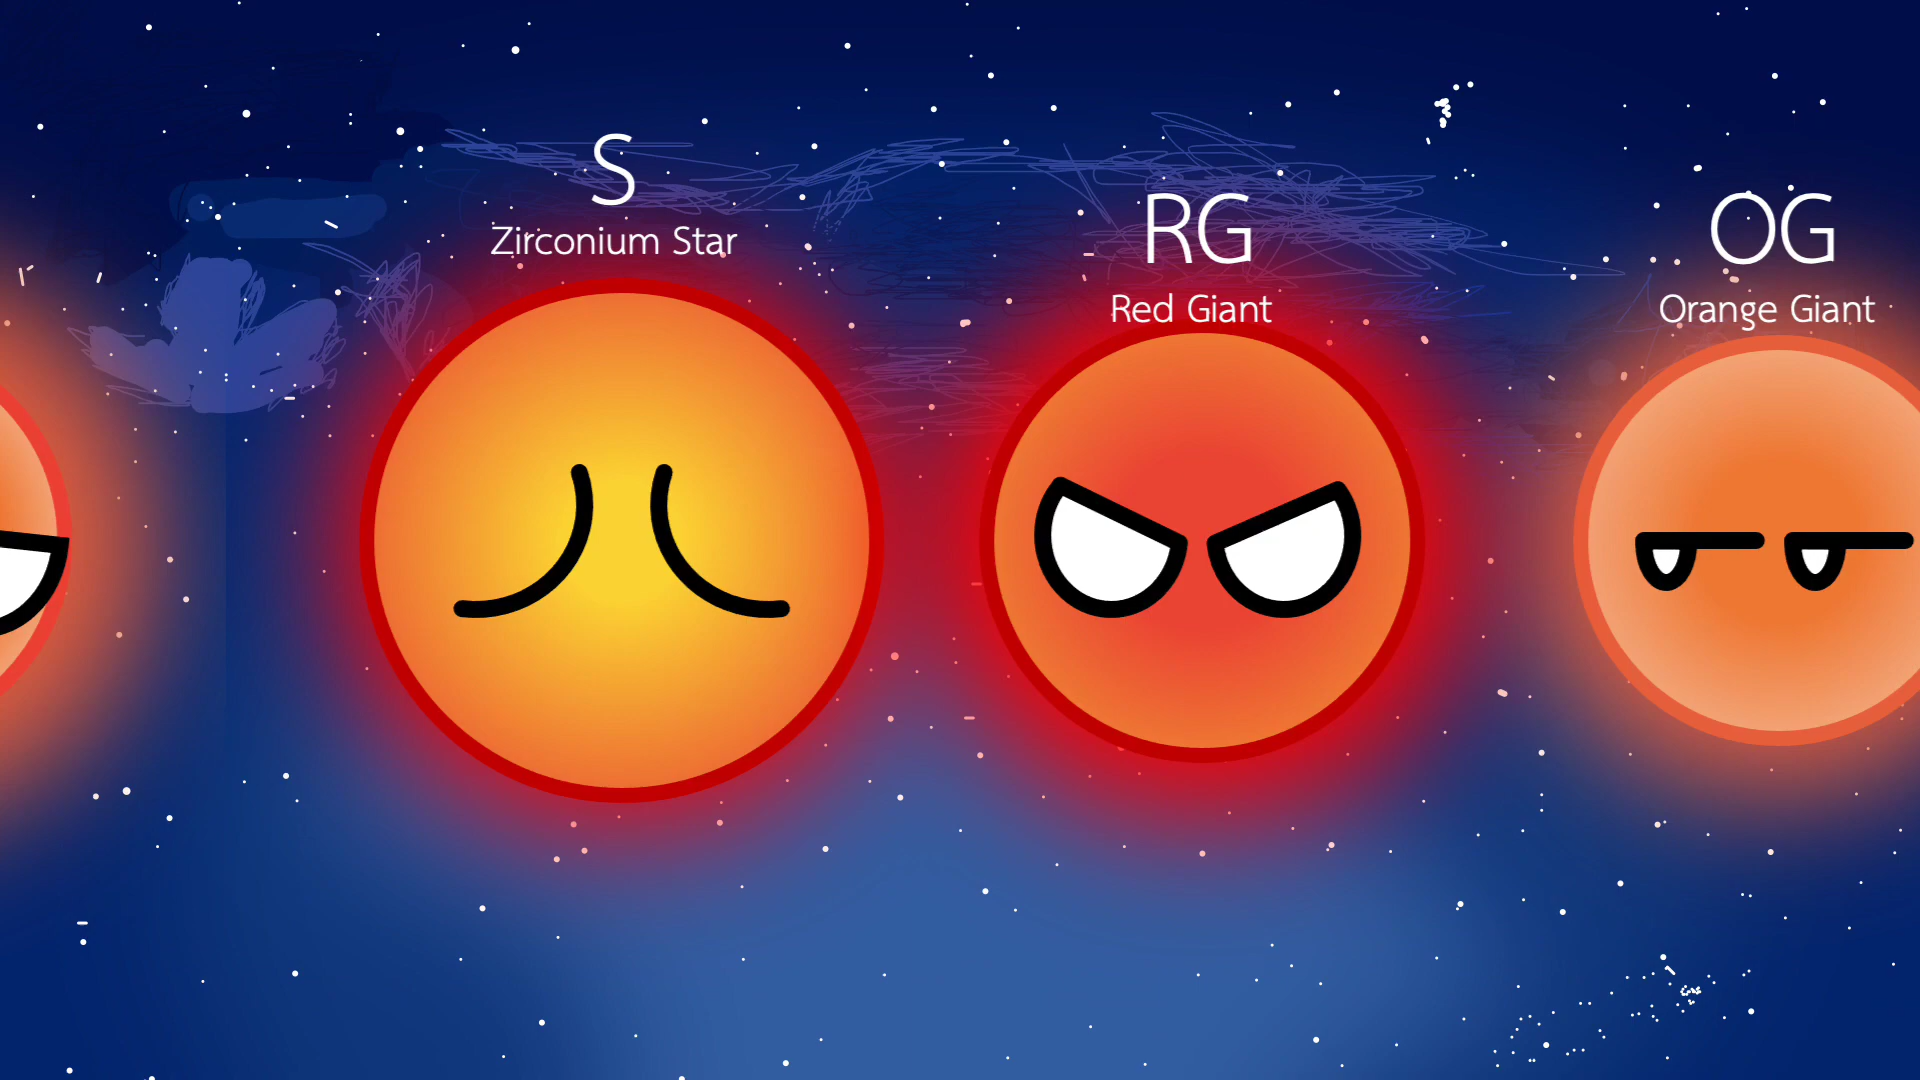 S
Zirconium Star
RG
Red Giant
OG
Orange Giant